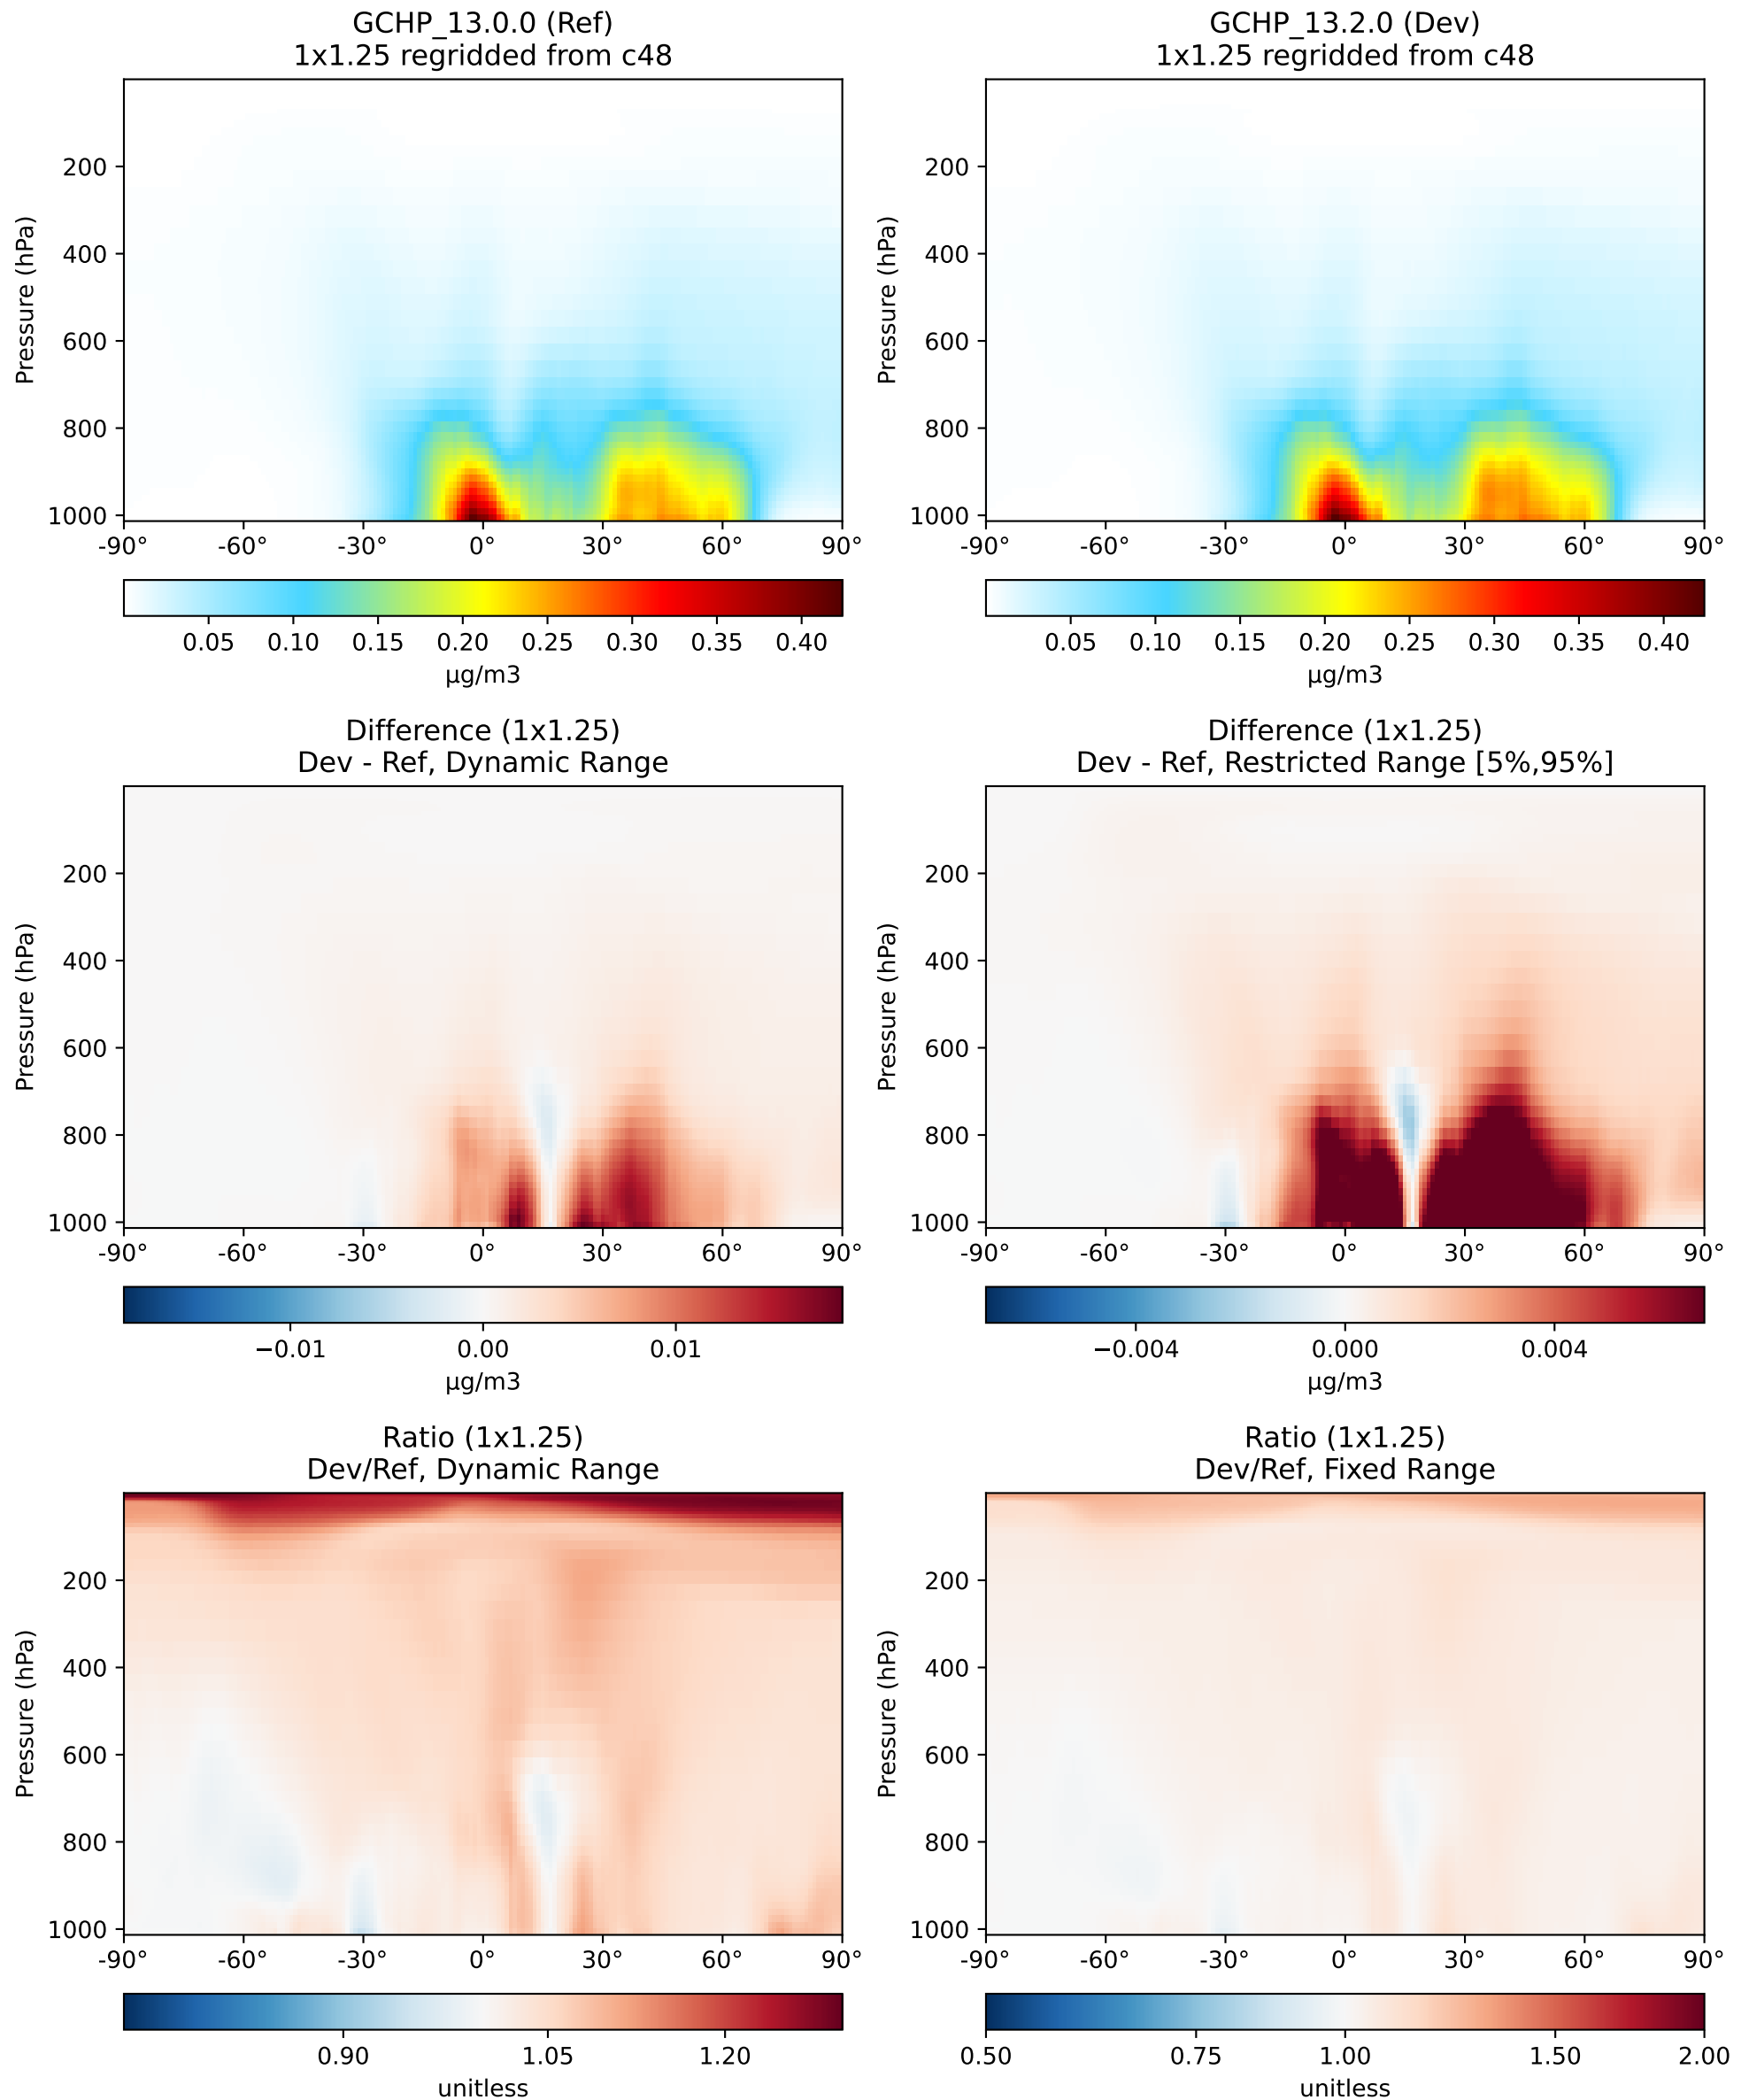 GCHP_13.0.0 (Ref)
1x1.25 regridded from c48
Pressure (hPa)
200
400
600
800
1000
-90° -60° -30° 0° 30° 60° 90°
0.05 0.10 0.15 0.20 0.25 0.30 0.35 0.40
µg/m3
GCHP_13.2.0 (Dev)
1x1.25 regridded from c48
Pressure (hPa)
200
400
600
800
1000
-90° -60° -30° 0° 30° 60° 90°
0.05 0.10 0.15 0.20 0.25 0.30 0.35 0.40
µg/m3
Difference (1x1.25)
Dev - Ref, Dynamic Range
Pressure (hPa)
200
400
600
800
1000
-90° -60° -30° 0° 30° 60° 90°
−0.01 0.00 0.01
µg/m3
Difference (1x1.25)
Dev - Ref, Restricted Range [5%,95%]
Pressure (hPa)
200
400
600
800
1000
-90° -60° -30° 0° 30° 60° 90°
−0.004 0.000 0.004
µg/m3
Ratio (1x1.25)
Dev/Ref, Dynamic Range
Pressure (hPa)
200
400
600
800
1000
-90° -60° -30° 0° 30° 60° 90°
0.90 1.05 1.20
unitless
Ratio (1x1.25)
Dev/Ref, Fixed Range
Pressure (hPa)
200
400
600
800
1000
-90° -60° -30° 0° 30° 60° 90°
0.50 0.75 1.00 1.50 2.00
unitless